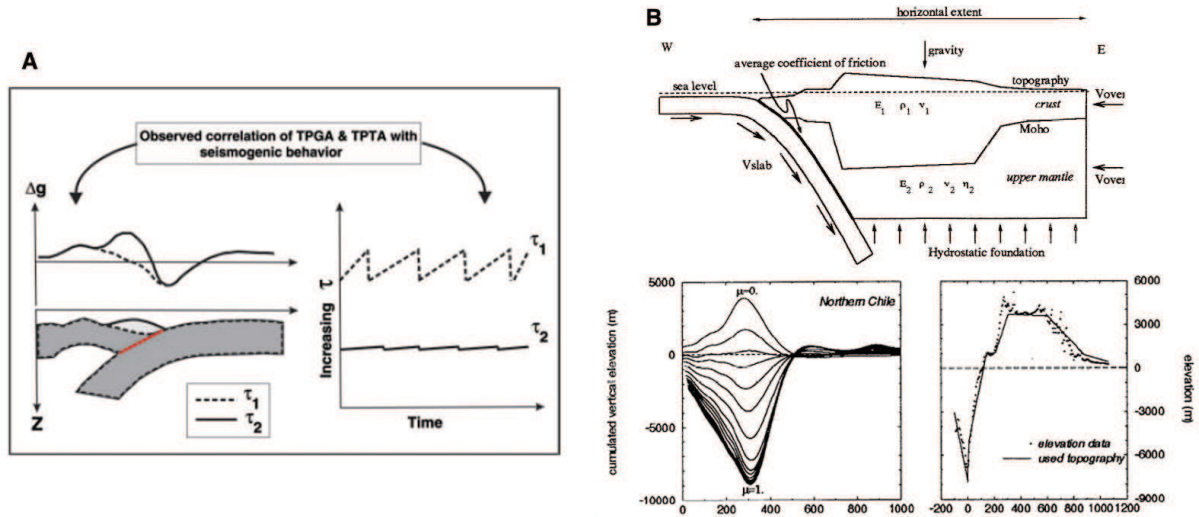 A
Observed correlation of TPGA & TPTA with
seismogenic behavior
Δg
Z
τ1
τ2
Increasing τ
τ1
τ2
Time
B
horizontal extent
W
gravity
E
average coefficient of friction
topography
sea level
Vover
E1 ρ1 ν1
crust
Moho
Vslab
upper mantle
E2 ρ2 ν2 η2
Vover
Hydrostatic foundation
5000
0
-5000
-10000
cumulated vertical elevation (m)
μ=0.
Northern Chile
μ=1.
0 200 400 600 800 1000
6000
3000
0
-3000
-6000
-9000
elevation (m)
elevation data
used topography
-200 0 200 400 600 800 1000 1200